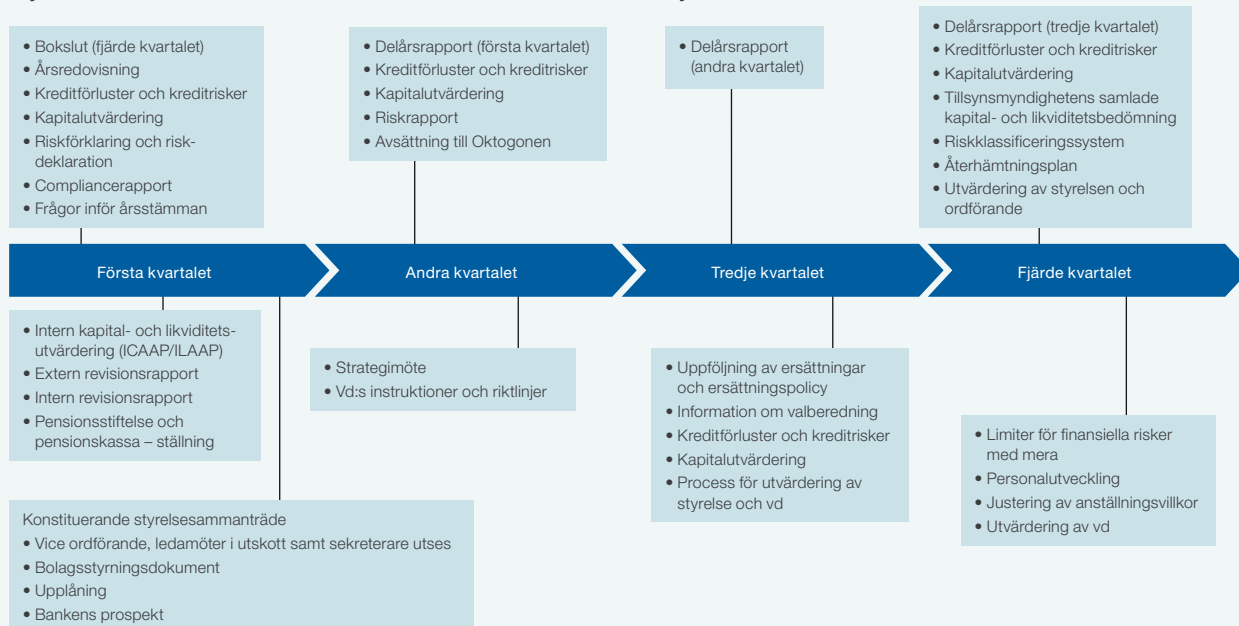 • Bokslut (fjärde kvartalet)
• Årsredovisning
• Kreditförluster och kreditrisker
• Kapitalutvärdering
• Riskförklaring och risk-
deklaration
• Compliancerapport
• Frågor inför årsstämman
• Delårsrapport (första kvartalet)
• Kreditförluster och kreditrisker
• Kapitalutvärdering
• Riskrapport
• Avsättning till Oktogonen
• Delårsrapport
(andra kvartalet)
• Delårsrapport (tredje kvartalet)
• Kreditförluster och kreditrisker
• Kapitalutvärdering
• Tillsynsmyndighetens samlade
kapital- och likviditetsbedömning
• Riskklassificeringssystem
• Återhämtningsplan
• Utvärdering av styrelsen och
ordförande
Första kvartalet
Andra kvartalet
Tredje kvartalet
Fjärde kvartalet
• Intern kapital- och likviditets-
utvärdering (ICAAP/ILAAP)
• Extern revisionsrapport
• Intern revisionsrapport
• Pensionsstiftelse och
pensionskassa – ställning
• Strategimöte
• Vd:s instruktioner och riktlinjer
• Uppföljning av ersättningar
och ersättningspolicy
• Information om valberedning
• Kreditförluster och kreditrisker
• Kapitalutvärdering
• Process för utvärdering av
styrelse och vd
• Limiter för finansiella risker
med mera
• Personalutveckling
• Justering av anställningsvillkor
• Utvärdering av vd
Konstituerande styrelsesammanträde
• Vice ordförande, ledamöter i utskott samt sekreterare utses
• Bolagsstyrningsdokument
• Upplåning
• Bankens prospekt